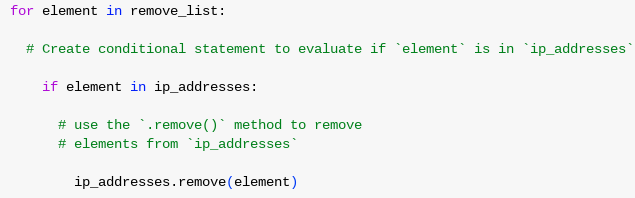 for element in remove_list:
# Create conditional statement to evaluate if `element` is in `ip_addresses`
if element in ip_addresses:
# use the `.remove()` method to remove
# elements from `ip_addresses`
ip_addresses.remove(element)